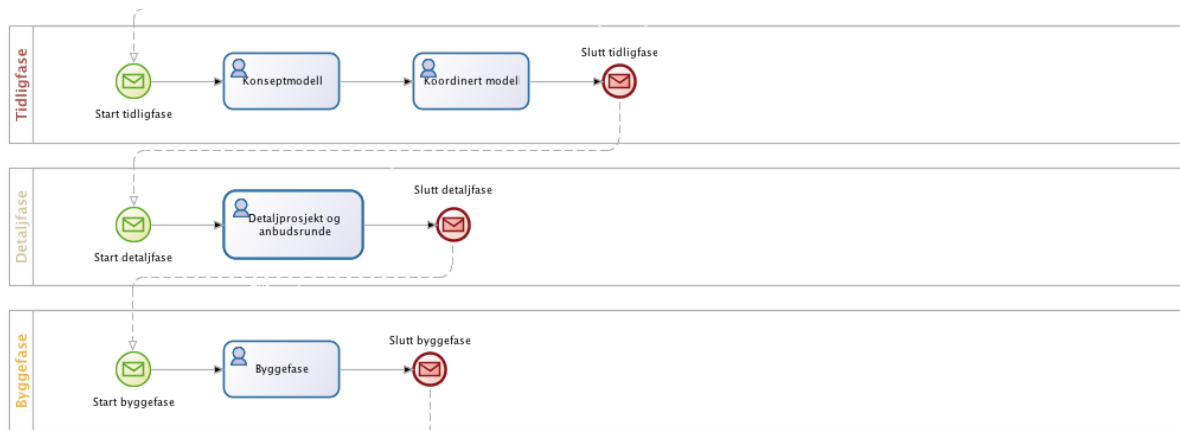 Tidligfase
Slutt tidligfase
Konseptmodell
Koordinert modell
Start tidligfase
Detaljfase
Slutt detaljfase
Detaljprosjekt og
anbudsrunde
Start detaljfase
Byggefase
Slutt byggefase
Byggefase
Start byggefase